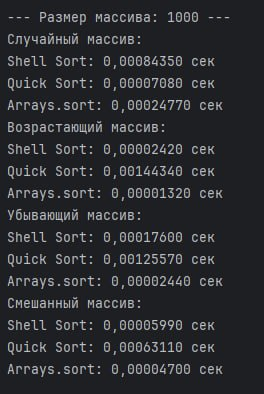 --- Размер массива: 1000 ---
Случайный массив:
Shell Sort: 0,00084350 сек
Quick Sort: 0,00007080 сек
Arrays.sort: 0,00024770 сек
Возрастающий массив:
Shell Sort: 0,00002420 сек
Quick Sort: 0,00144340 сек
Arrays.sort: 0,00001320 сек
Убывающий массив:
Shell Sort: 0,00017600 сек
Quick Sort: 0,00125570 сек
Arrays.sort: 0,00002440 сек
Смешанный массив:
Shell Sort: 0,00005990 сек
Quick Sort: 0,00063110 сек
Arrays.sort: 0,00004700 сек